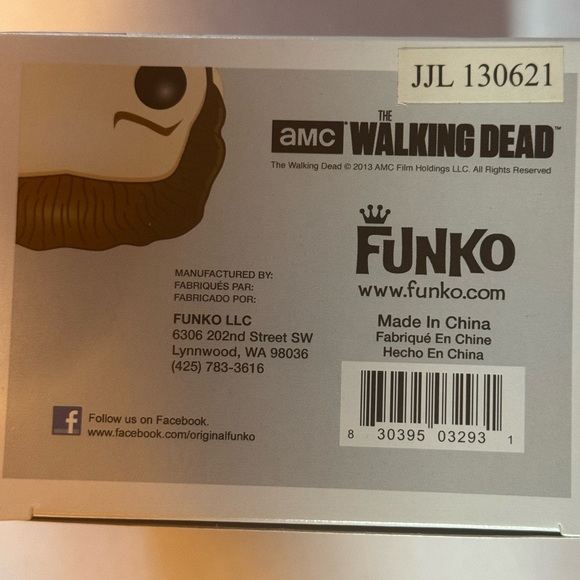 JJL 130621
amc THE WALKING DEAD™
The Walking Dead © 2013 AMC Film Holdings LLC. All Rights Reserved
FUNKO
www.funko.com
MANUFACTURED BY:
FABRIQUÉS PAR:
FABRICADO POR:
FUNKO LLC
6306 202nd Street SW
Lynnwood, WA 98036
(425) 783-3616
Made In China
Fabriqué En Chine
Hecho En China
8 30395 03293 1
f Follow us on Facebook.
www.facebook.com/originalfunko